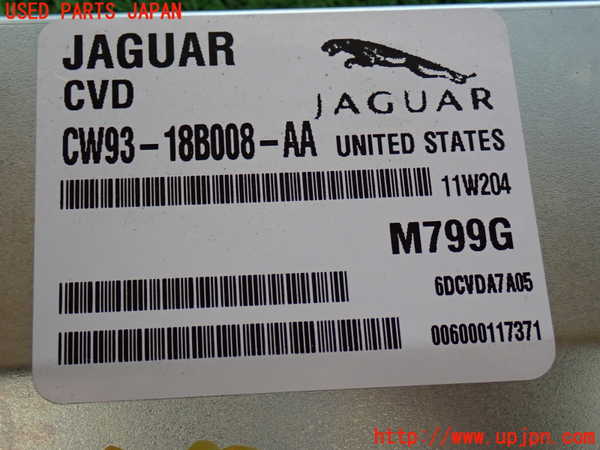 USED PARTS JAPAN
JAGUAR
CVD
JAGUAR
CW93-18B008-AA UNITED STATES
11W204
M799G
6DCVDA7A05
006000117371
http://www.upjpn.com/